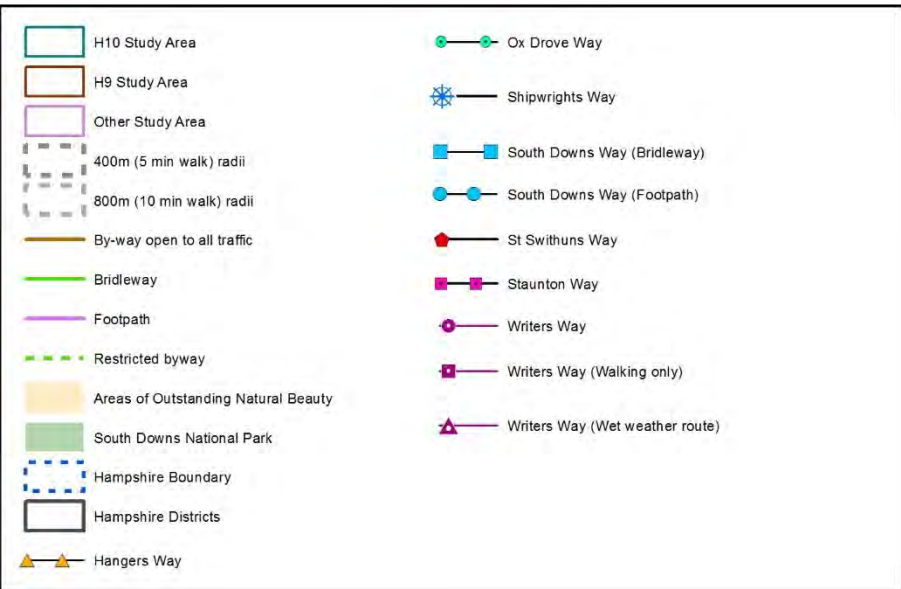 H10 Study Area
H9 Study Area
Other Study Area
400m (5 min walk) radii
800m (10 min walk) radii
By-way open to all traffic
Bridleway
Footpath
Restricted byway
Areas of Outstanding Natural Beauty
South Downs National Park
Hampshire Boundary
Hampshire Districts
Hangers Way
Ox Drove Way
Shipwrights Way
South Downs Way (Bridleway)
South Downs Way (Footpath)
St Swithuns Way
Staunton Way
Writers Way
Writers Way (Walking only)
Writers Way (Wet weather route)